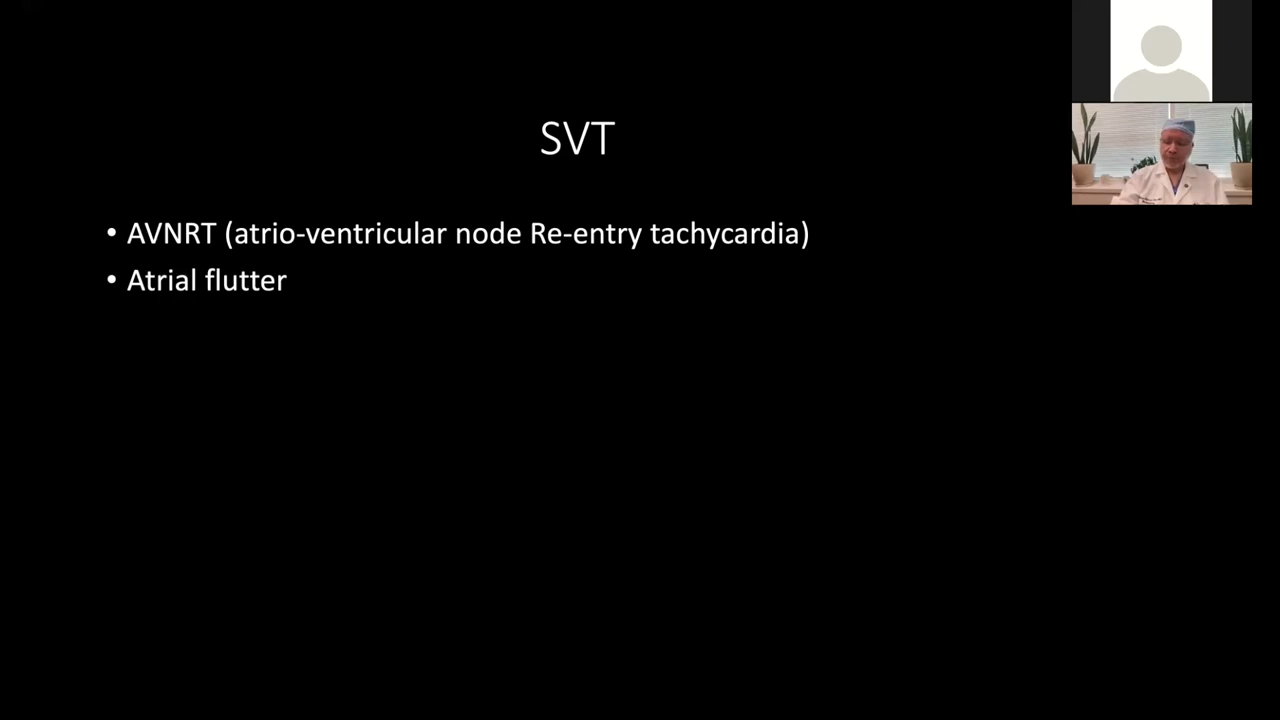 SVT
• AVNRT (atrio-ventricular node Re-entry tachycardia)
• Atrial flutter